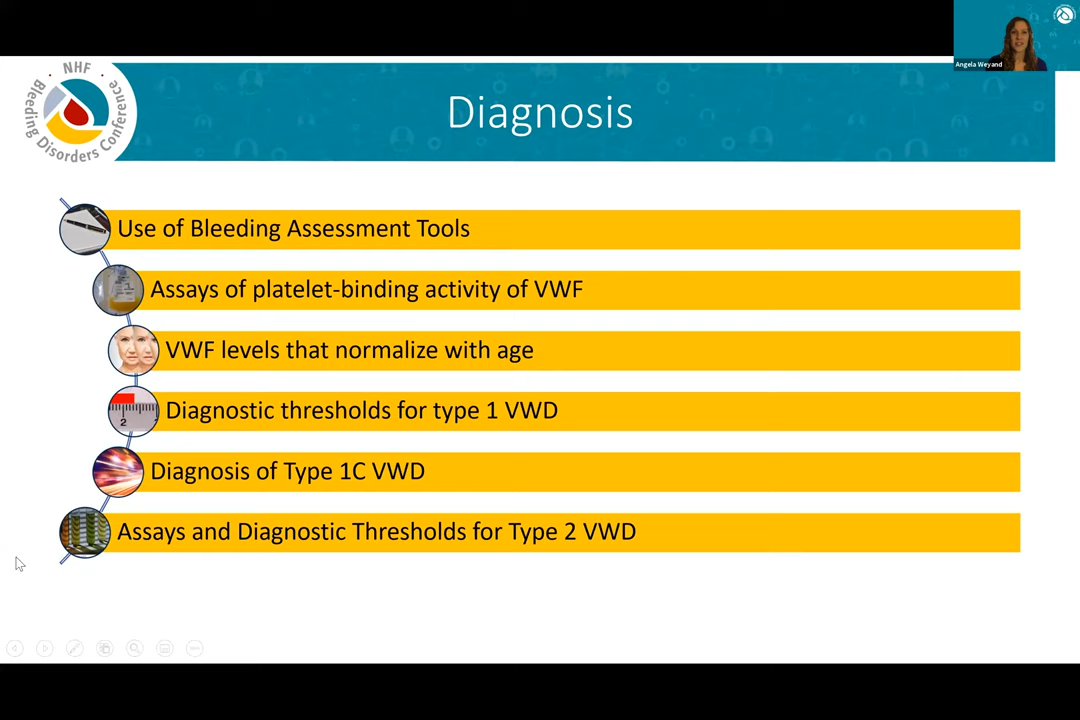 Angela Weyand
NHF
Bleeding Disorders Conference
Diagnosis
Use of Bleeding Assessment Tools
Assays of platelet-binding activity of VWF
VWF levels that normalize with age
Diagnostic thresholds for type 1 VWD
2
Diagnosis of Type 1C VWD
Assays and Diagnostic Thresholds for Type 2 VWD